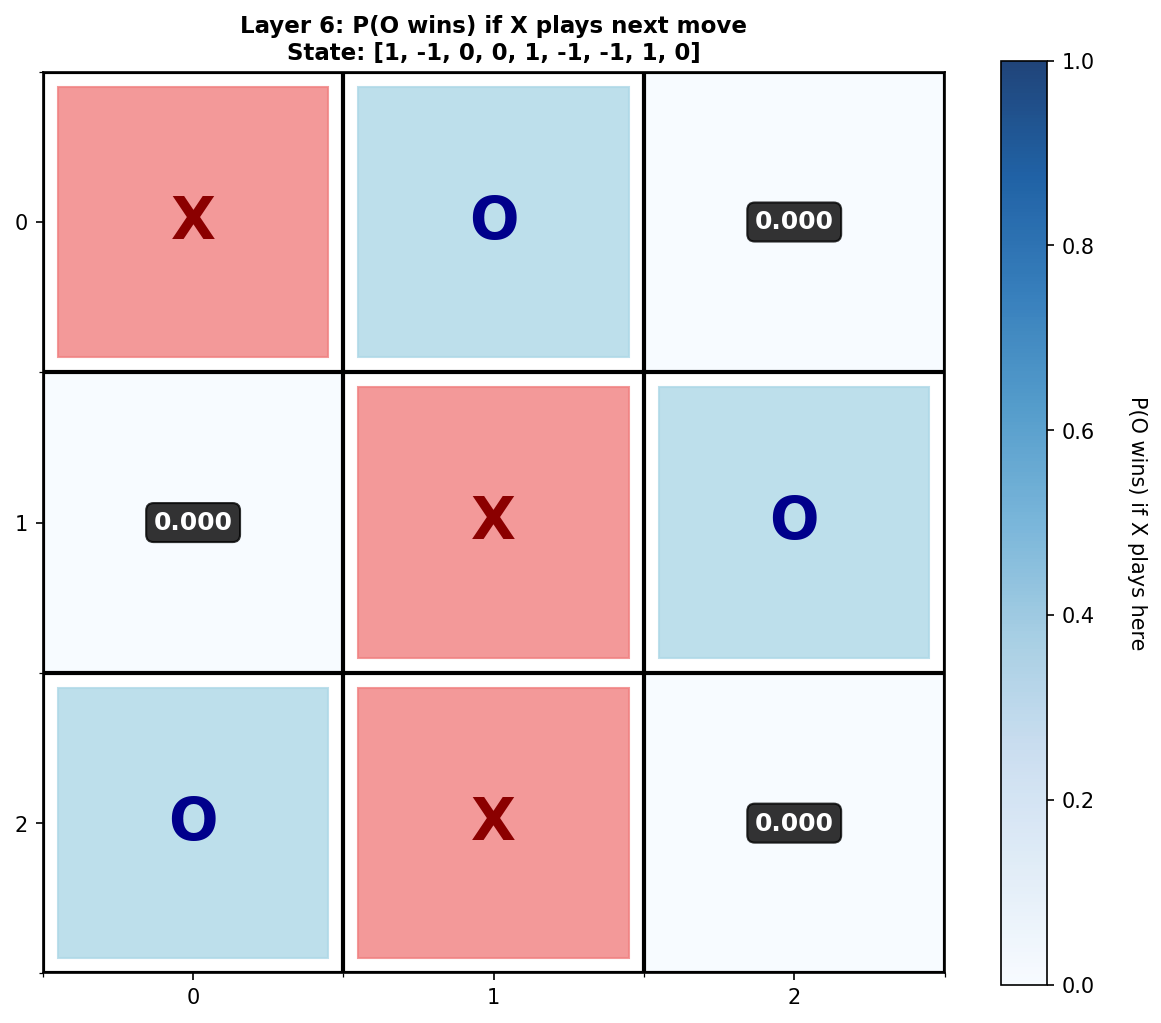 Layer 6: P(O wins) if X plays next move
State: [1, -1, 0, 0, 1, -1, -1, 1, 0]
0
X
O
0.000
1
0.000
X
O
2
O
X
0.000
0
1
2
1.0
0.8
0.6
0.4
0.2
0.0
P(O wins) if X plays here